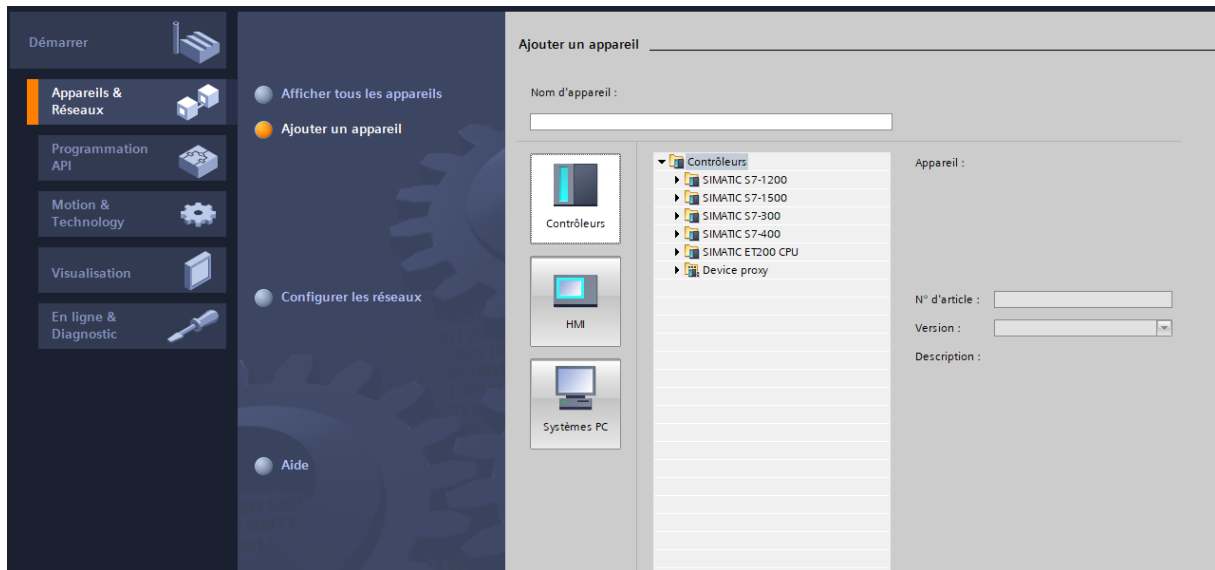 Démarrer
Appareils &
Réseaux
Programmation
API
Motion &
Technology
Visualisation
En ligne &
Diagnostic
Afficher tous les appareils
Ajouter un appareil
Configurer les réseaux
Aide
Ajouter un appareil
Nom d'appareil :
Contrôleurs
HMI
Systèmes PC
Contrôleurs
SIMATIC S7-1200
SIMATIC S7-1500
SIMATIC S7-300
SIMATIC S7-400
SIMATIC ET200 CPU
Device proxy
Appareil :
N° d'article :
Version :
Description :